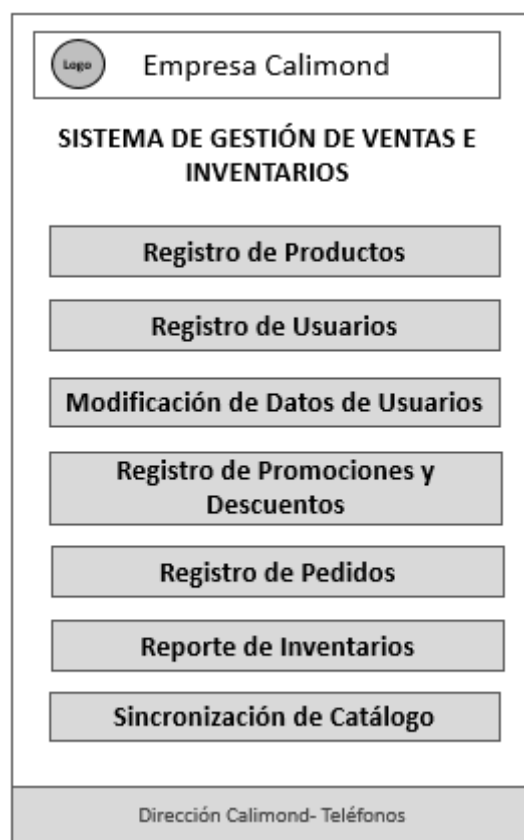 Logo
Empresa Calimond
SISTEMA DE GESTIÓN DE VENTAS E
INVENTARIOS
Registro de Productos
Registro de Usuarios
Modificación de Datos de Usuarios
Registro de Promociones y
Descuentos
Registro de Pedidos
Reporte de Inventarios
Sincronización de Catálogo
Dirección Calimond- Teléfonos